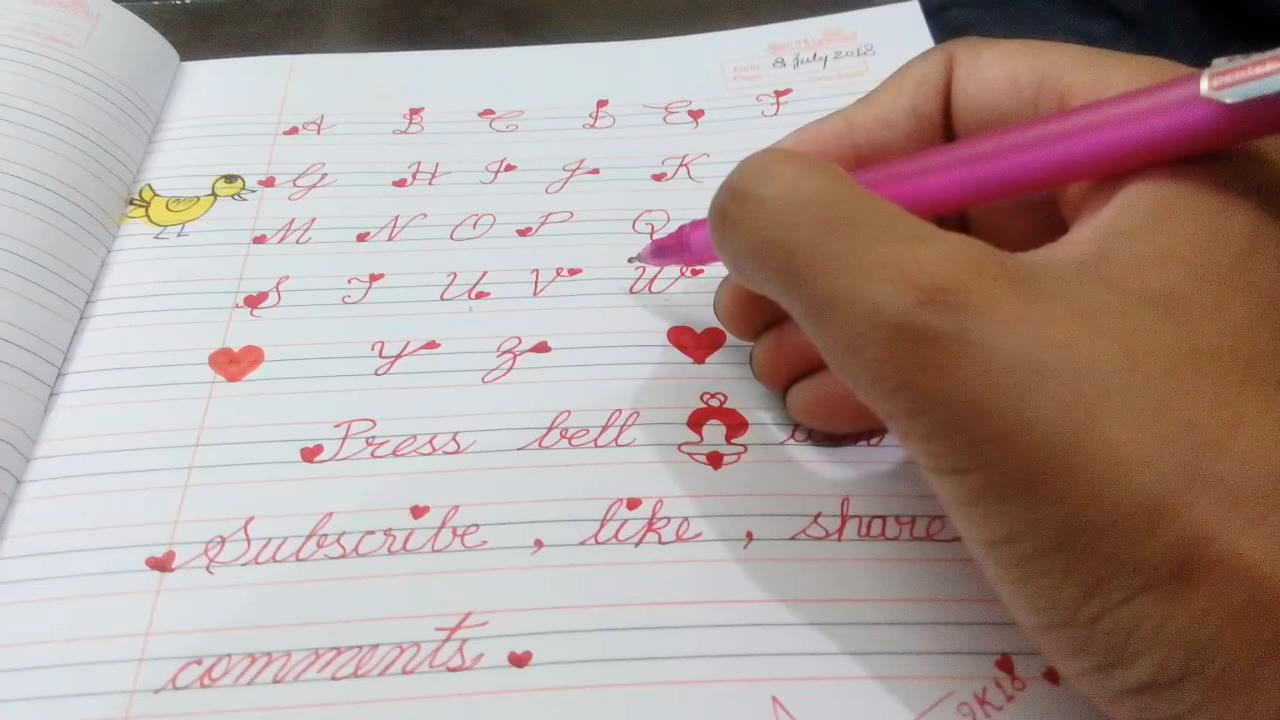 8 July 2018
A B C D E F
G H I J K
M N O P Q
S T U V W
Y Z
Press bell
Subscribe , like , share
comments